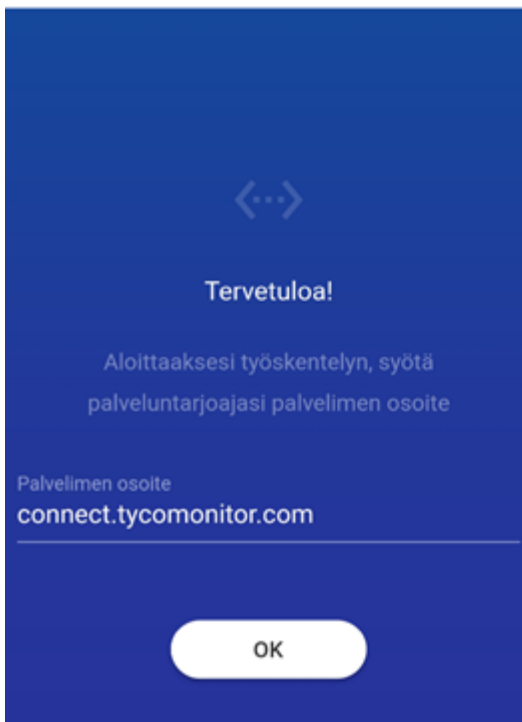 Tervetuloa!
Aloittaaksesi työskentelyn, syötä
palveluntarjoajasi palvelimen osoite
Palvelimen osoite
connect.tycomonitor.com
OK